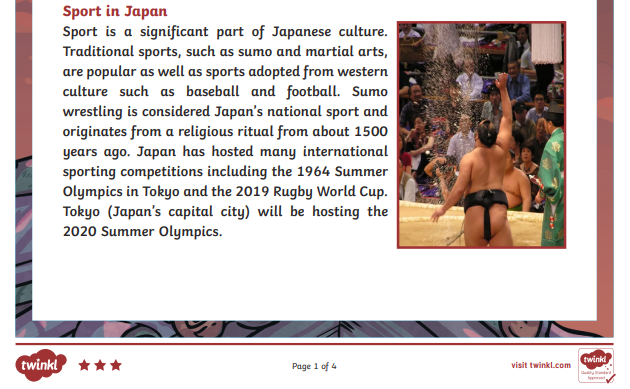 Sport in Japan
Sport is a significant part of Japanese culture.
Traditional sports, such as sumo and martial arts,
are popular as well as sports adopted from western
culture such as baseball and football. Sumo
wrestling is considered Japan's national sport and
originates from a religious ritual from about 1500
years ago. Japan has hosted many international
sporting competitions including the 1964 Summer
Olympics in Tokyo and the 2019 Rugby World Cup.
Tokyo (Japan's capital city) will be hosting the
2020 Summer Olympics.
twinkl
Page 1 of 4
visit twinkl.com
twinkl
Quality Standard
Approved